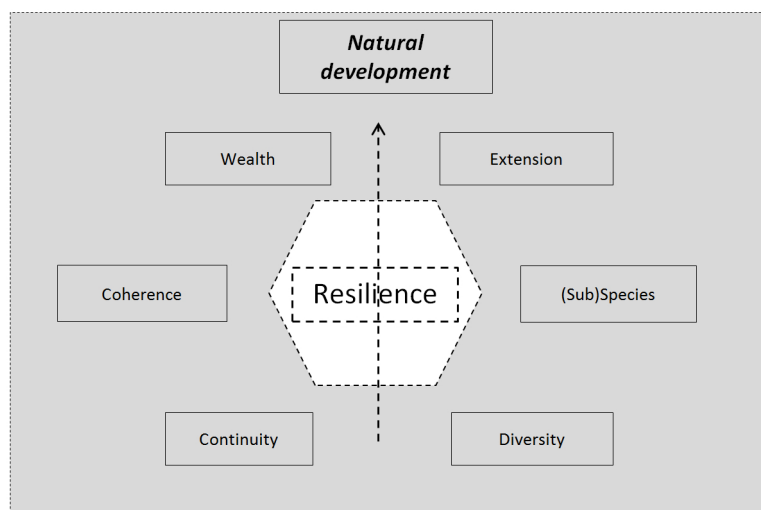 Natural
development
Wealth
Extension
Coherence
Resilience
(Sub)Species
Continuity
Diversity